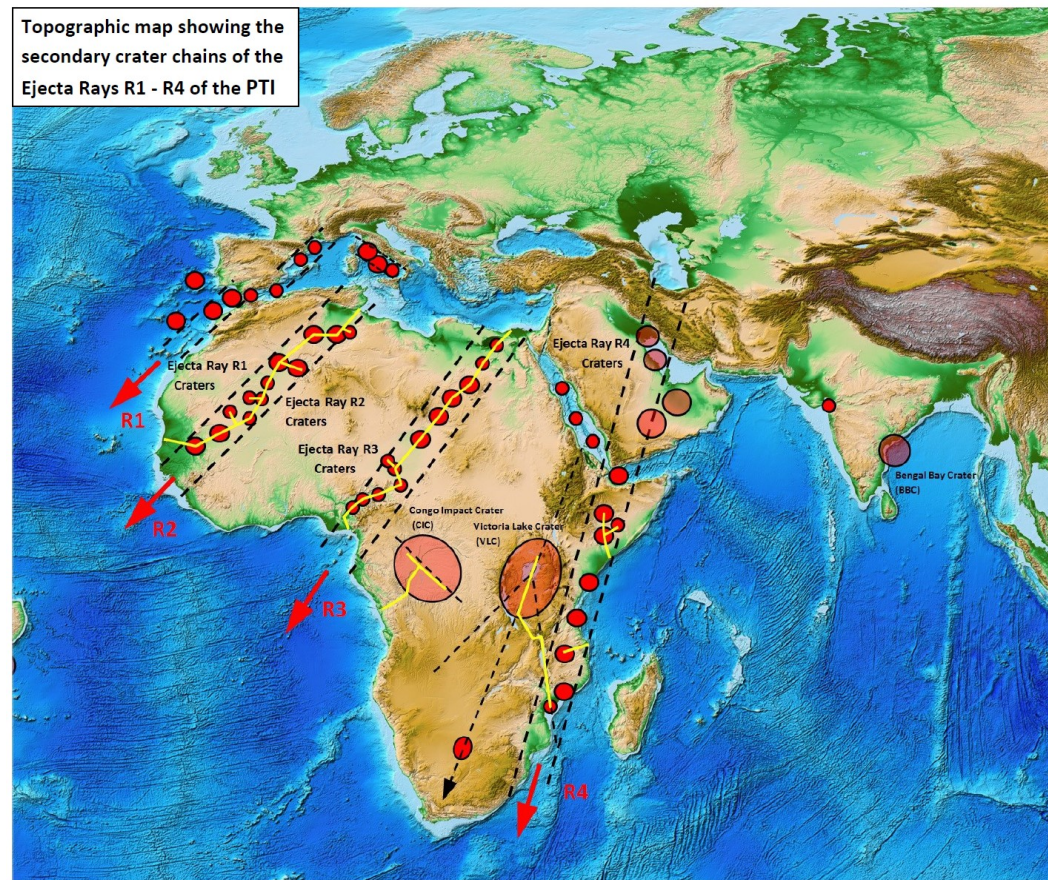 Topographic map showing the
secondary crater chains of the
Ejecta Rays R1 - R4 of the PTI
Ejecta Ray R4
Craters
Ejecta Ray R1
Craters
R1
Ejecta Ray R2
Craters
Ejecta Ray R3
Craters
Bengal Bay Crater
(BBC)
R2
Congo Impact Crater
(CIC)
Victoria Lake Crater
(VLC)
R3
R4